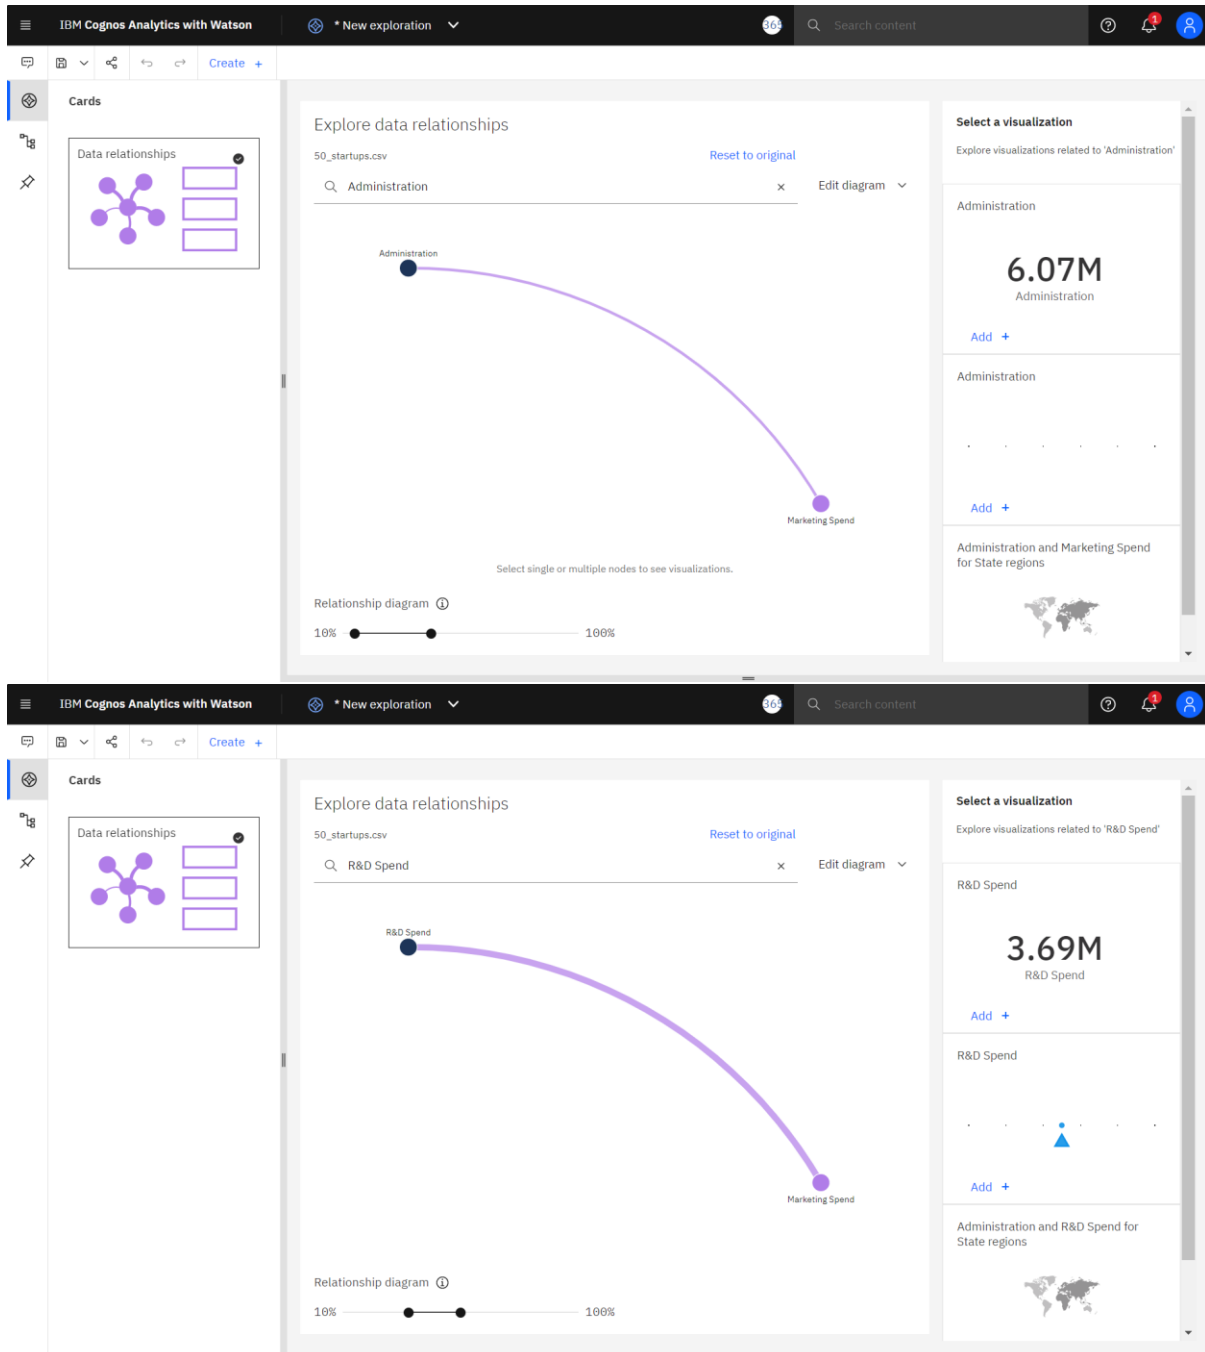 IBM Cognos Analytics with Watson
* New exploration
365
Search content
1
Create +
Cards
Data relationships
Explore data relationships
50_startups.csv
Reset to original
Administration
Edit diagram
Administration
Marketing Spend
Select single or multiple nodes to see visualizations.
Relationship diagram
10%
100%
Select a visualization
Explore visualizations related to 'Administration'
Administration
6.07M
Administration
Add +
Administration
Add +
Administration and Marketing Spend
for State regions
IBM Cognos Analytics with Watson
* New exploration
365
Search content
1
Create +
Cards
Data relationships
Explore data relationships
50_startups.csv
Reset to original
R&D Spend
Edit diagram
R&D Spend
Marketing Spend
Relationship diagram
10%
100%
Select a visualization
Explore visualizations related to 'R&D Spend'
R&D Spend
3.69M
R&D Spend
Add +
R&D Spend
Add +
Administration and R&D Spend for
State regions